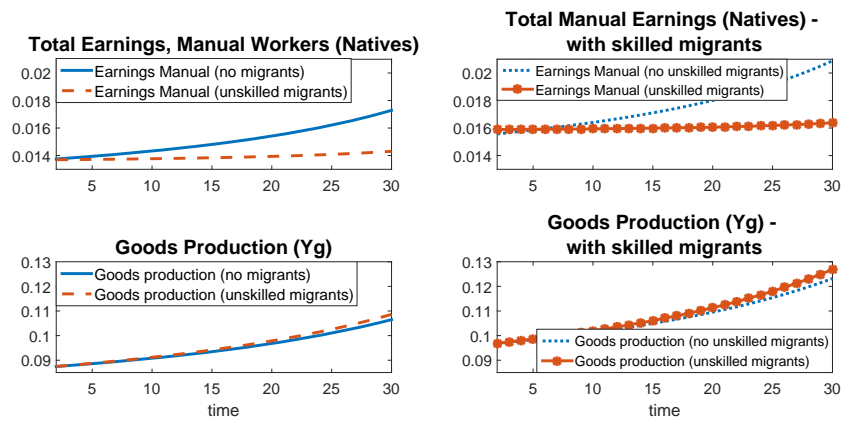 Total Earnings, Manual Workers (Natives)
Earnings Manual (no migrants)
Earnings Manual (unskilled migrants)
0.02
0.018
0.016
0.014
5 10 15 20 25 30
Total Manual Earnings (Natives) -
with skilled migrants
Earnings Manual (no unskilled migrants)
Earnings Manual (unskilled migrants)
0.02
0.018
0.016
0.014
5 10 15 20 25 30
Goods Production (Yg)
Goods production (no migrants)
Goods production (unskilled migrants)
0.13
0.12
0.11
0.1
0.09
5 10 15 20 25 30
time
Goods Production (Yg) -
with skilled migrants
0.13
0.12
0.11
0.1
0.09
Goods production (no unskilled migrants)
Goods production (unskilled migrants)
5 10 15 20 25 30
time